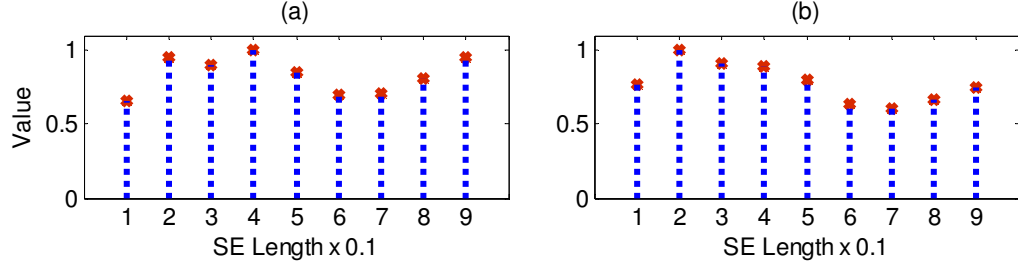 (a) (b)
1 1
Value
0.5 0.5
0 0
1 2 3 4 5 6 7 8 9 1 2 3 4 5 6 7 8 9
SE Length x 0.1 SE Length x 0.1